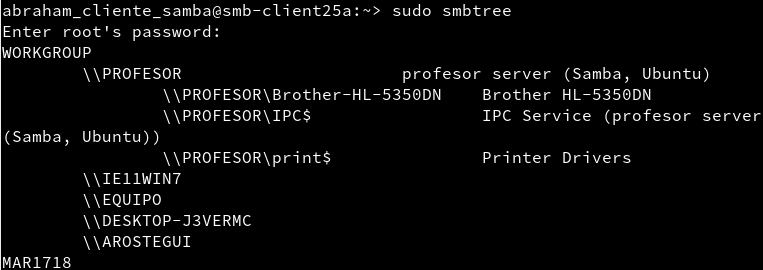 abraham_cliente_samba@smb-client25a:~> sudo smbtree
Enter root's password:
WORKGROUP
\\PROFESOR profesor server (Samba, Ubuntu)
\\PROFESOR\Brother-HL-5350DN Brother HL-5350DN
\\PROFESOR\IPC$ IPC Service (profesor server
(Samba, Ubuntu))
\\PROFESOR\print$ Printer Drivers
\\IE11WIN7
\\EQUIPO
\\DESKTOP-J3VERMC
\\AROSTEGUI
MAR1718